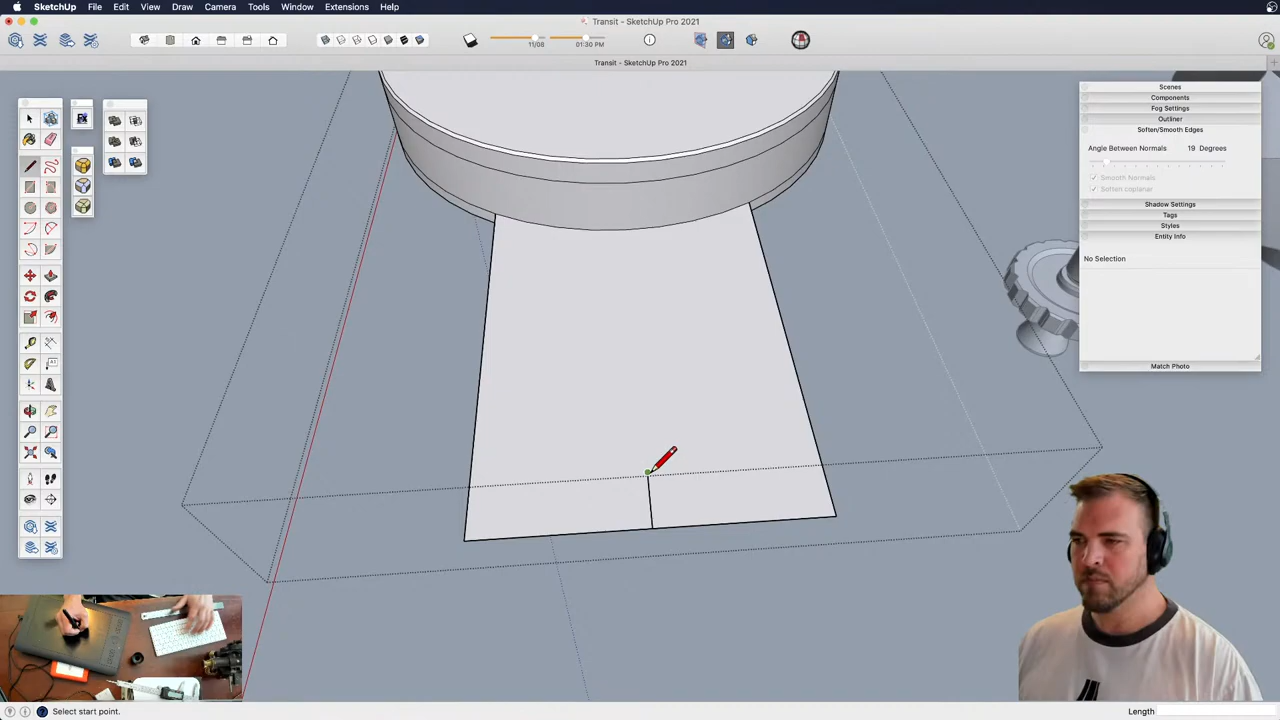 SketchUp File Edit View Draw Camera Tools Window Extensions Help
Transit - SketchUp Pro 2021
11/08 01:30 PM
Transit - SketchUp Pro 2021
Scenes
Components
Fog Settings
Outliner
Soften/Smooth Edges
Angle Between Normals 19 Degrees
Smooth Normals
Soften coplanar
Shadow Settings
Tags
Styles
Entity Info
No Selection
Match Photo
Select start point.
Length